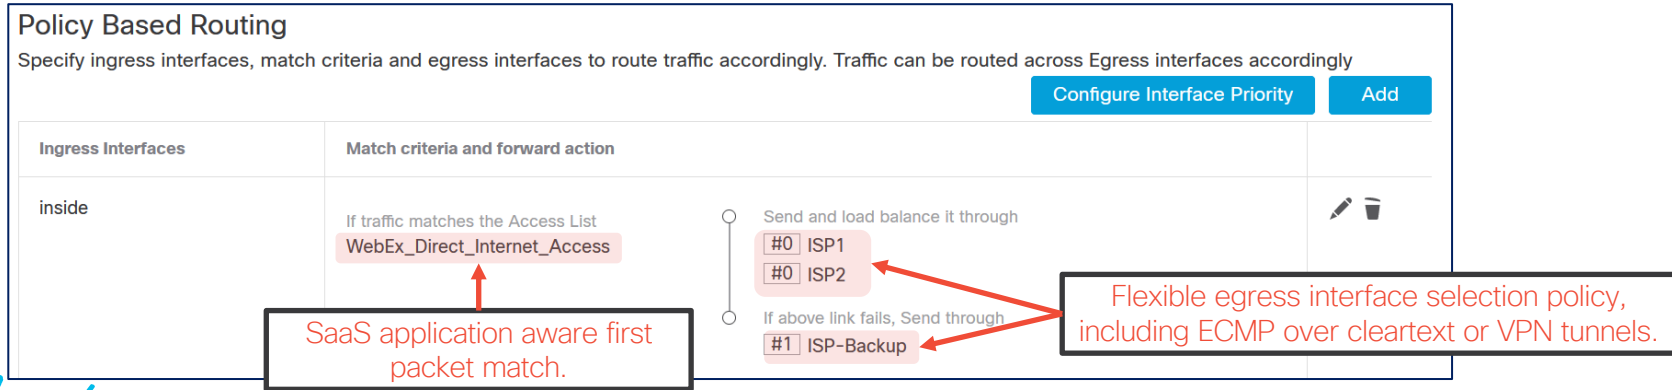 Policy Based Routing
Specify ingress interfaces, match criteria and egress interfaces to route traffic accordingly. Traffic can be routed across Egress interfaces accordingly
Configure Interface Priority
Add
Ingress Interfaces
Match criteria and forward action
inside
If traffic matches the Access List
WebEx_Direct_Internet_Access
Send and load balance it through
#0 ISP1
#0 ISP2
If above link fails, Send through
#1 ISP-Backup
SaaS application aware first
packet match.
Flexible egress interface selection policy,
including ECMP over cleartext or VPN tunnels.